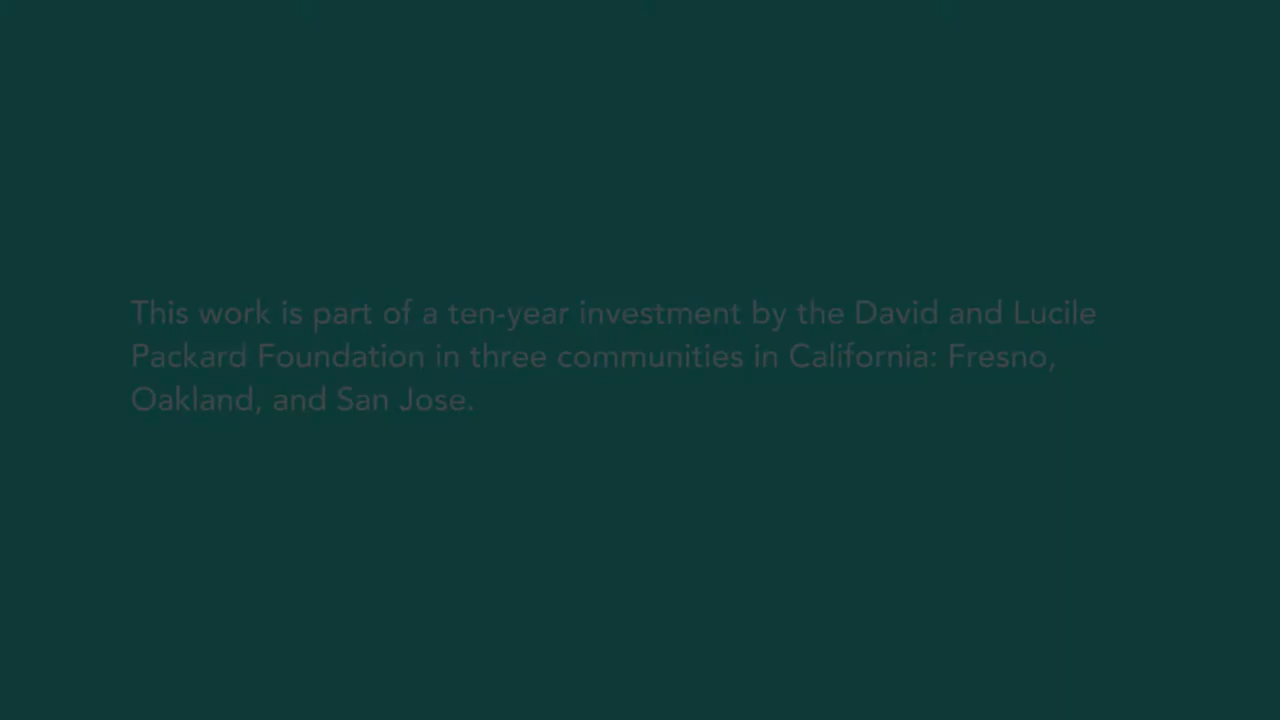 This work is part of a ten-year investment by the David and Lucile
Packard Foundation in three communities in California: Fresno,
Oakland, and San Jose.